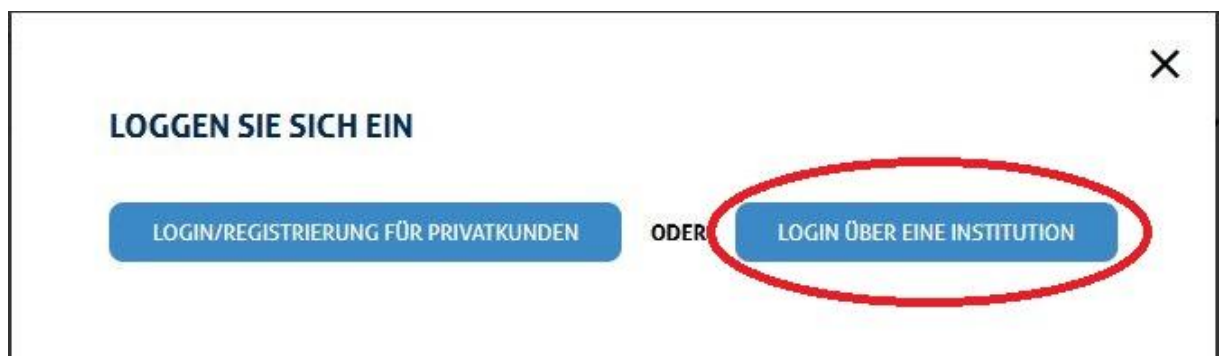 LOGGEN SIE SICH EIN
LOGIN/REGISTRIERUNG FÜR PRIVATKUNDEN ODER LOGIN ÜBER EINE INSTITUTION